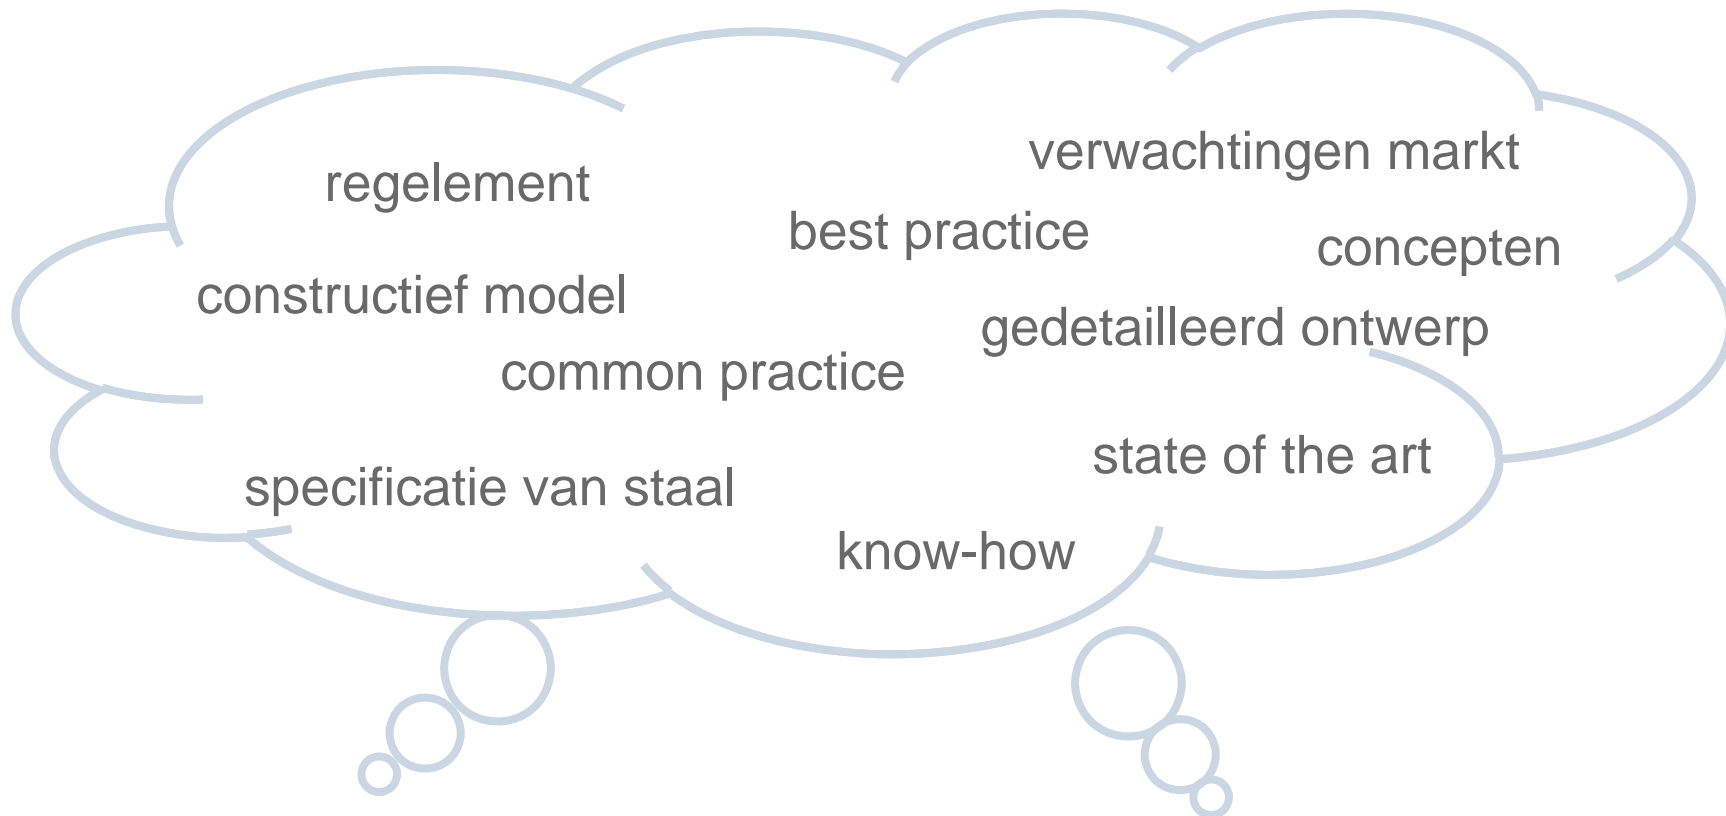 verwachtingen markt
regelement
best practice
concepten
constructief model
gedetailleerd ontwerp
common practice
state of the art
specificatie van staal
know-how